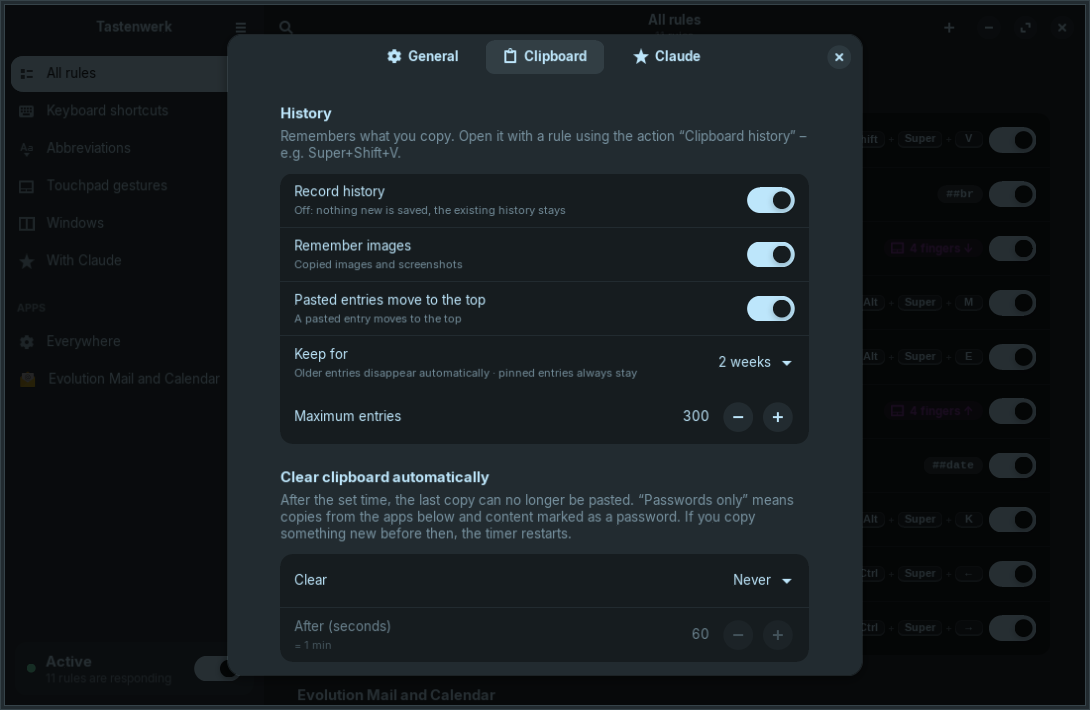 Tastenwerk
All rules
General
Clipboard
Claude
All rules
Keyboard shortcuts
Abbreviations
Touchpad gestures
Windows
With Claude
APPS
Everywhere
Evolution Mail and Calendar
Active
11 rules are responding
History
Remembers what you copy. Open it with a rule using the action “Clipboard history” –
e.g. Super+Shift+V.
Record history
Off: nothing new is saved, the existing history stays
Remember images
Copied images and screenshots
Pasted entries move to the top
A pasted entry moves to the top
Keep for
Older entries disappear automatically · pinned entries always stay
2 weeks
Maximum entries
300
Clear clipboard automatically
After the set time, the last copy can no longer be pasted. “Passwords only” means
copies from the apps below and content marked as a password. If you copy
something new before then, the timer restarts.
Clear
Never
After (seconds)
= 1 min
60
+ Super + V
##br
4 fingers ↓
Alt + Super + M
Alt + Super + E
4 fingers ↑
##date
Alt + Super + K
Ctrl + Super + ←
Ctrl + Super + →
Evolution Mail and Calendar